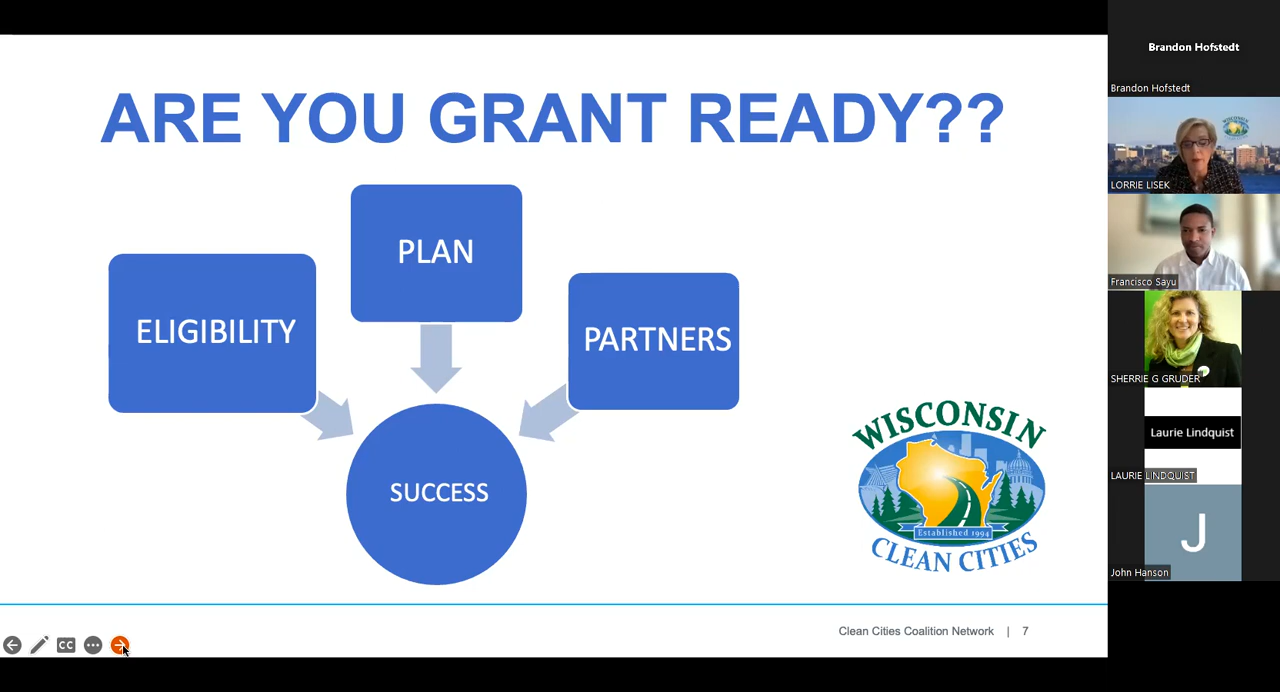 ARE YOU GRANT READY??
PLAN
ELIGIBILITY
PARTNERS
SUCCESS
WISCONSIN
Established 1994
CLEAN CITIES
Clean Cities Coalition Network | 7
CC
Brandon Hofstedt
Brandon Hofstedt
LORRIE LISEK
Francisco Sayu
SHERRIE G GRUDER
Laurie Lindquist
LAURIE LINDQUIST
J
John Hanson